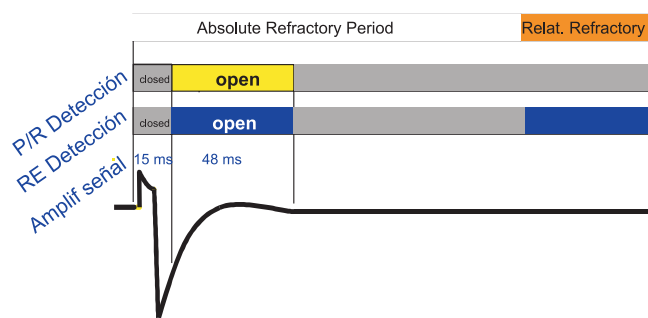 Absolute Refractory Period
Relat. Refractory
P/R Detección
closed
open
RE Detección
closed
open
Amplif señal
15 ms
48 ms